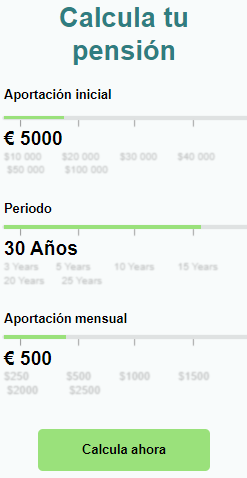 Calcula tu
pensión
Aportación inicial
€ 5000
$10 000 $20 000 $30 000 $40 000
$50 000 $100 000
Periodo
30 Años
3 Years 5 Years 10 Years 15 Years
20 Years 25 Years
Aportación mensual
€ 500
$250 $500 $1000 $1500
$2000 $2500
Calcula ahora